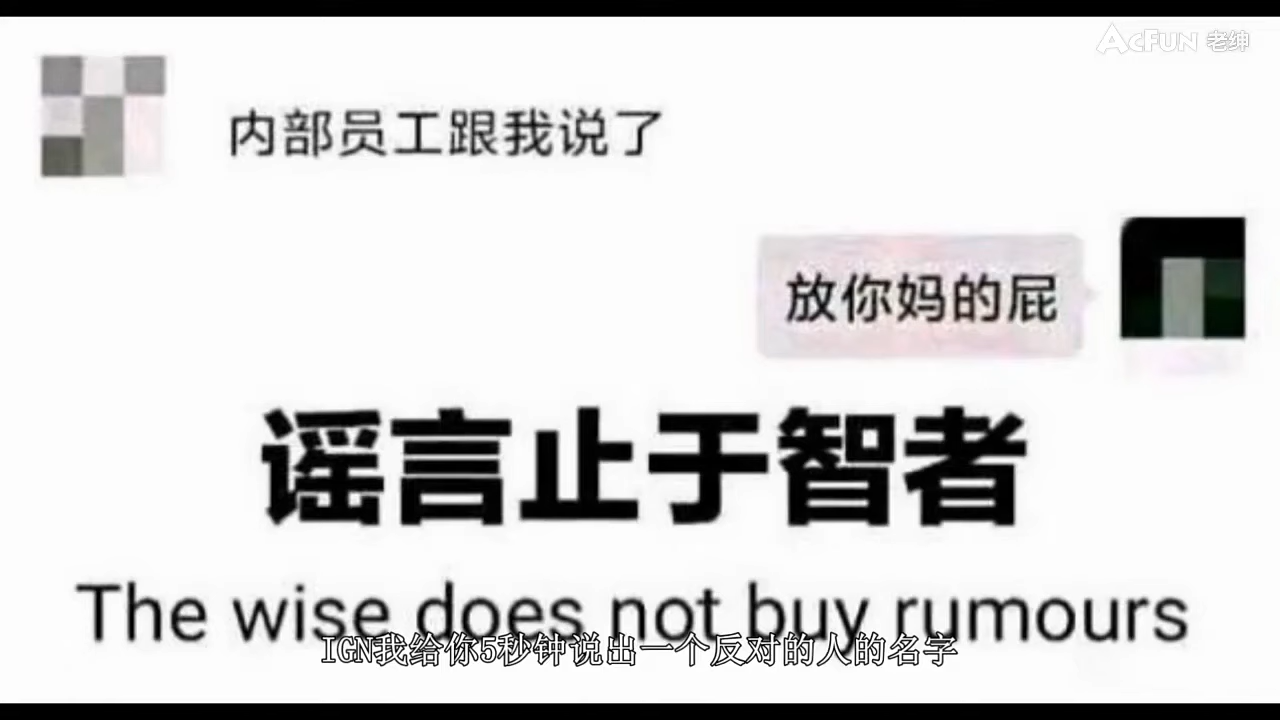 AcFun 老绅
内部员工跟我说了
放你妈的屁
谣言止于智者
The wise does not buy rumours
IGN我给你5秒钟说出一个反对的人的名字